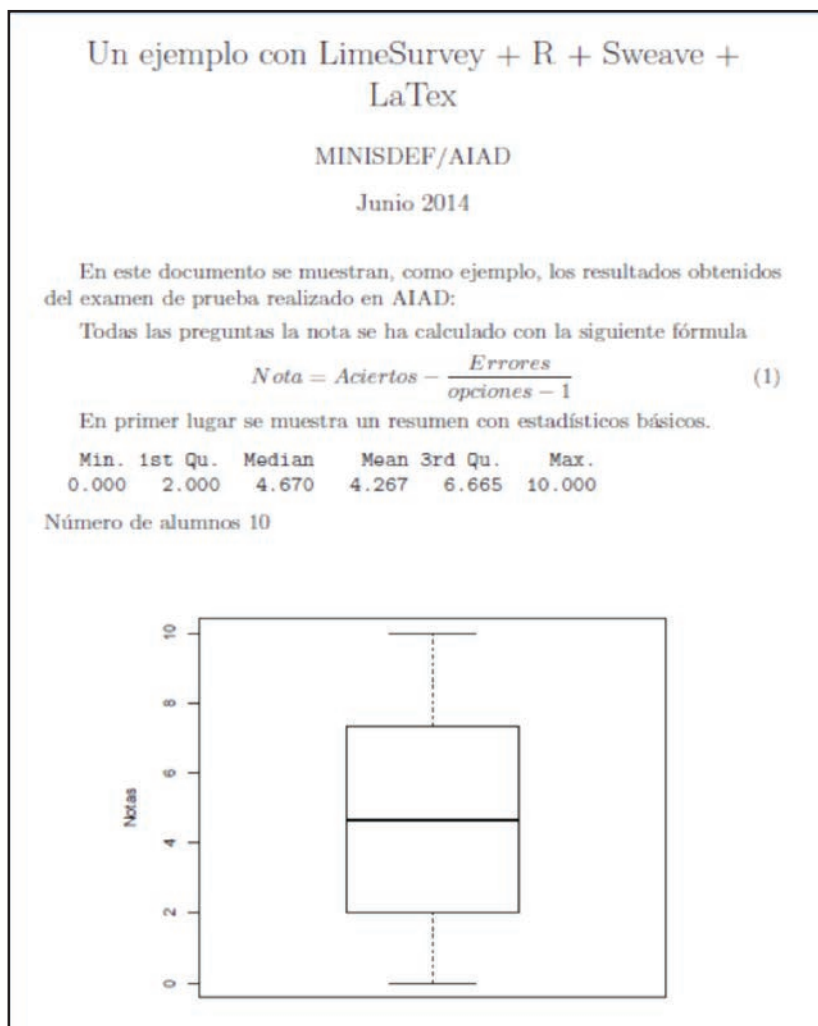 Un ejemplo con LimeSurvey + R + Sweave +
LaTex
MINISDEF/AIAD
Junio 2014
En este documento se muestran, como ejemplo, los resultados obtenidos
del examen de prueba realizado en AIAD:
Todas las preguntas la nota se ha calculado con la siguiente fórmula
Nota = Aciertos − Errores / opciones − 1 (1)
En primer lugar se muestra un resumen con estadísticos básicos.
Min. 1st Qu. Median Mean 3rd Qu. Max.
0.000 2.000 4.670 4.267 6.665 10.000
Número de alumnos 10
10
8
6
Notas
4
2
0